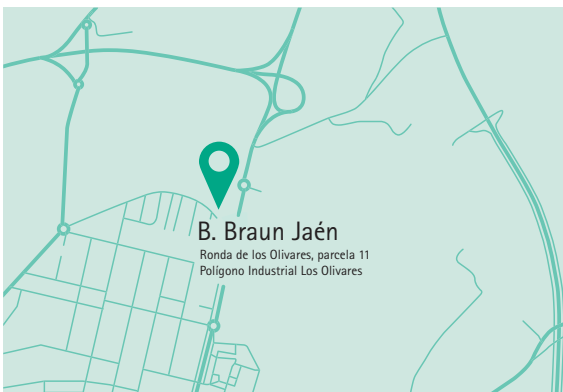 B. Braun Jaén
Ronda de los Olivares, parcela 11
Polígono Industrial Los Olivares